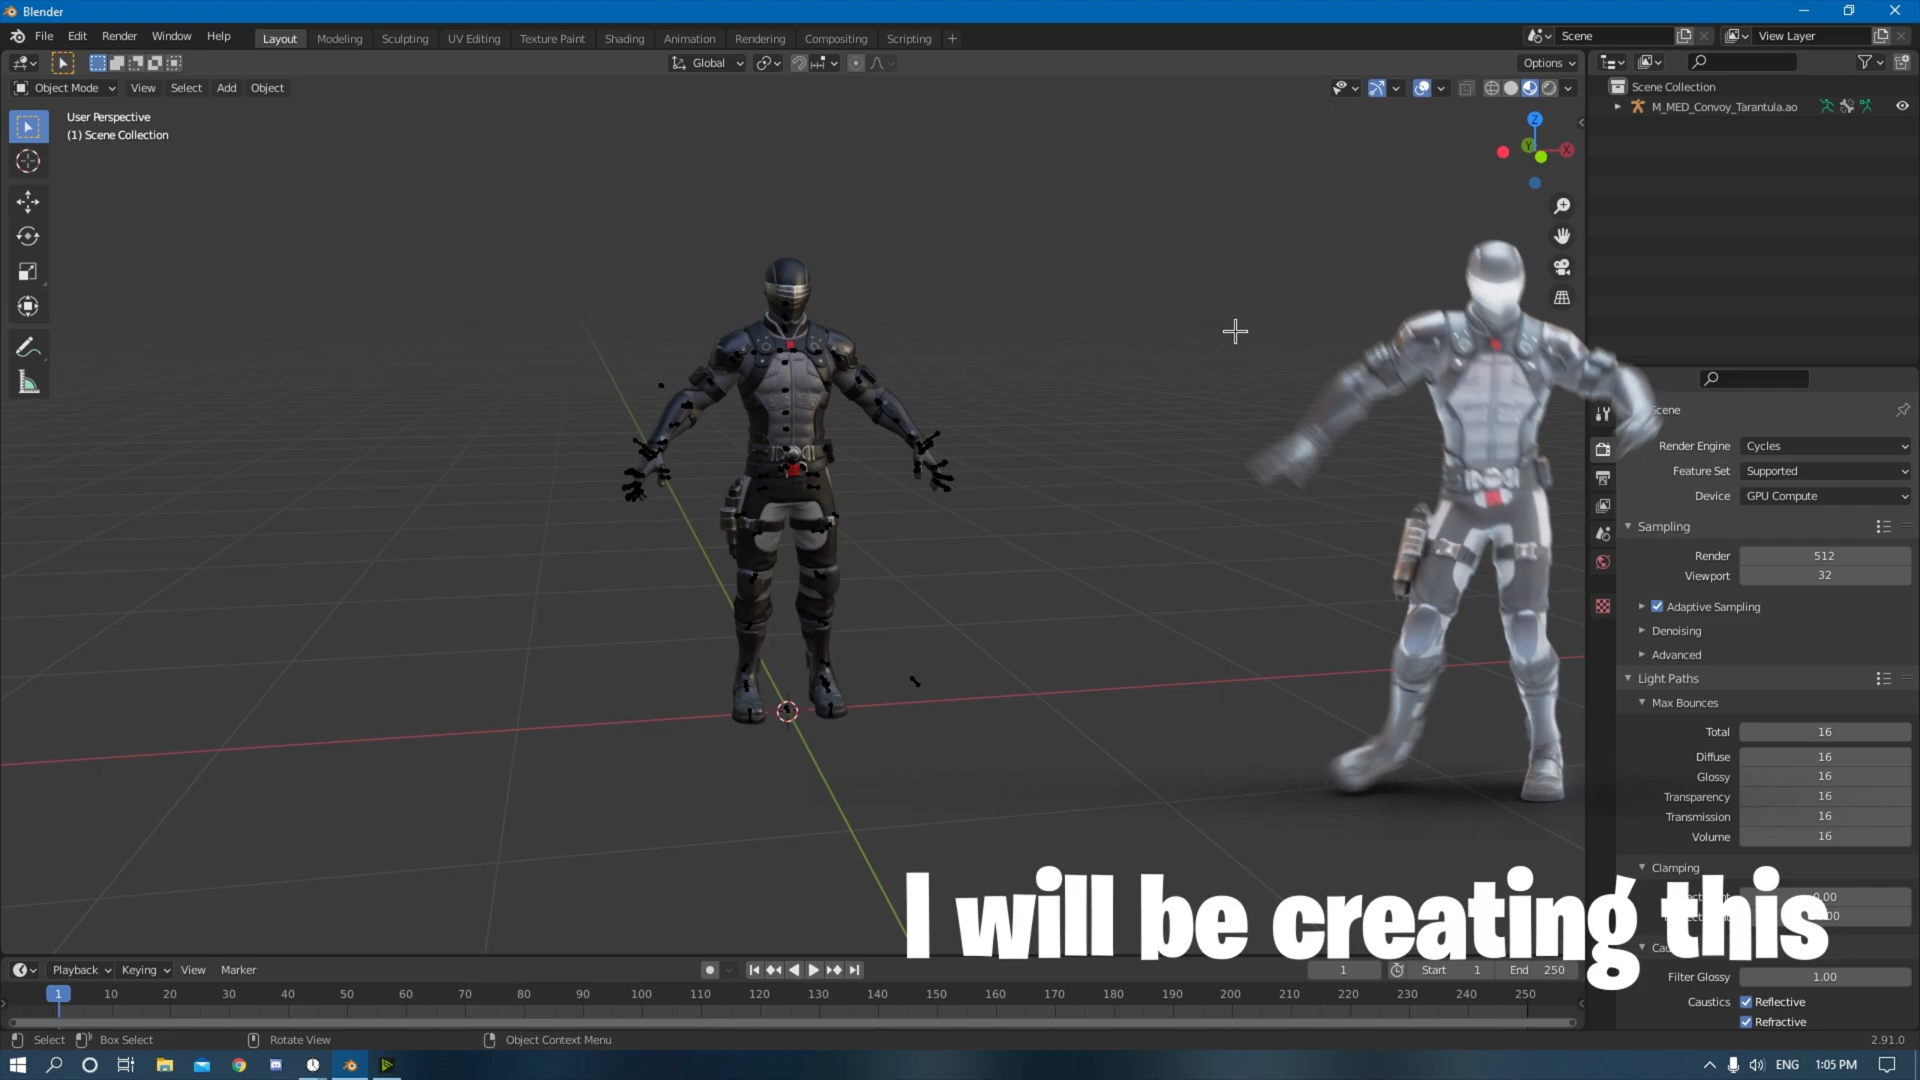 Blender
File Edit Render Window Help Layout Modeling Sculpting UV Editing Texture Paint Shading Animation Rendering Compositing Scripting + Scene View Layer
Global Options
Object Mode View Select Add Object
User Perspective
(1) Scene Collection
Z
Y X
Scene Collection
M_MED_Convoy_Tarantula.ao
Scene
Render Engine Cycles
Feature Set Supported
Device GPU Compute
Sampling
Render 512
Viewport 32
Adaptive Sampling
Denoising
Advanced
Light Paths
Max Bounces
Total 16
Diffuse 16
Glossy 16
Transparency 16
Transmission 16
Volume 16
Clamping
Filter Glossy 1.00
Caustics Reflective
Refractive
I will be creating this
Playback Keying View Marker 1 Start 1 End 250
1 10 20 30 40 50 60 70 80 90 100 110 120 130 140 150 160 170 180 190 200 210 220 230 240 250
Select Box Select Rotate View Object Context Menu 2.91.0
ENG 1:05 PM